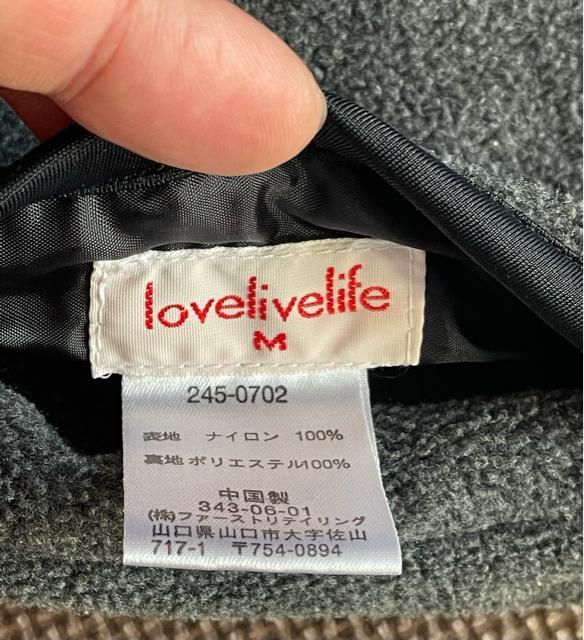 lovelivelife
M
245-0702
表地 ナイロン 100%
裏地 ポリエステル100%
中国製
343-06-01
(株)ファーストリテイリング
山口県山口市大字佐山
717-1 〒754-0894